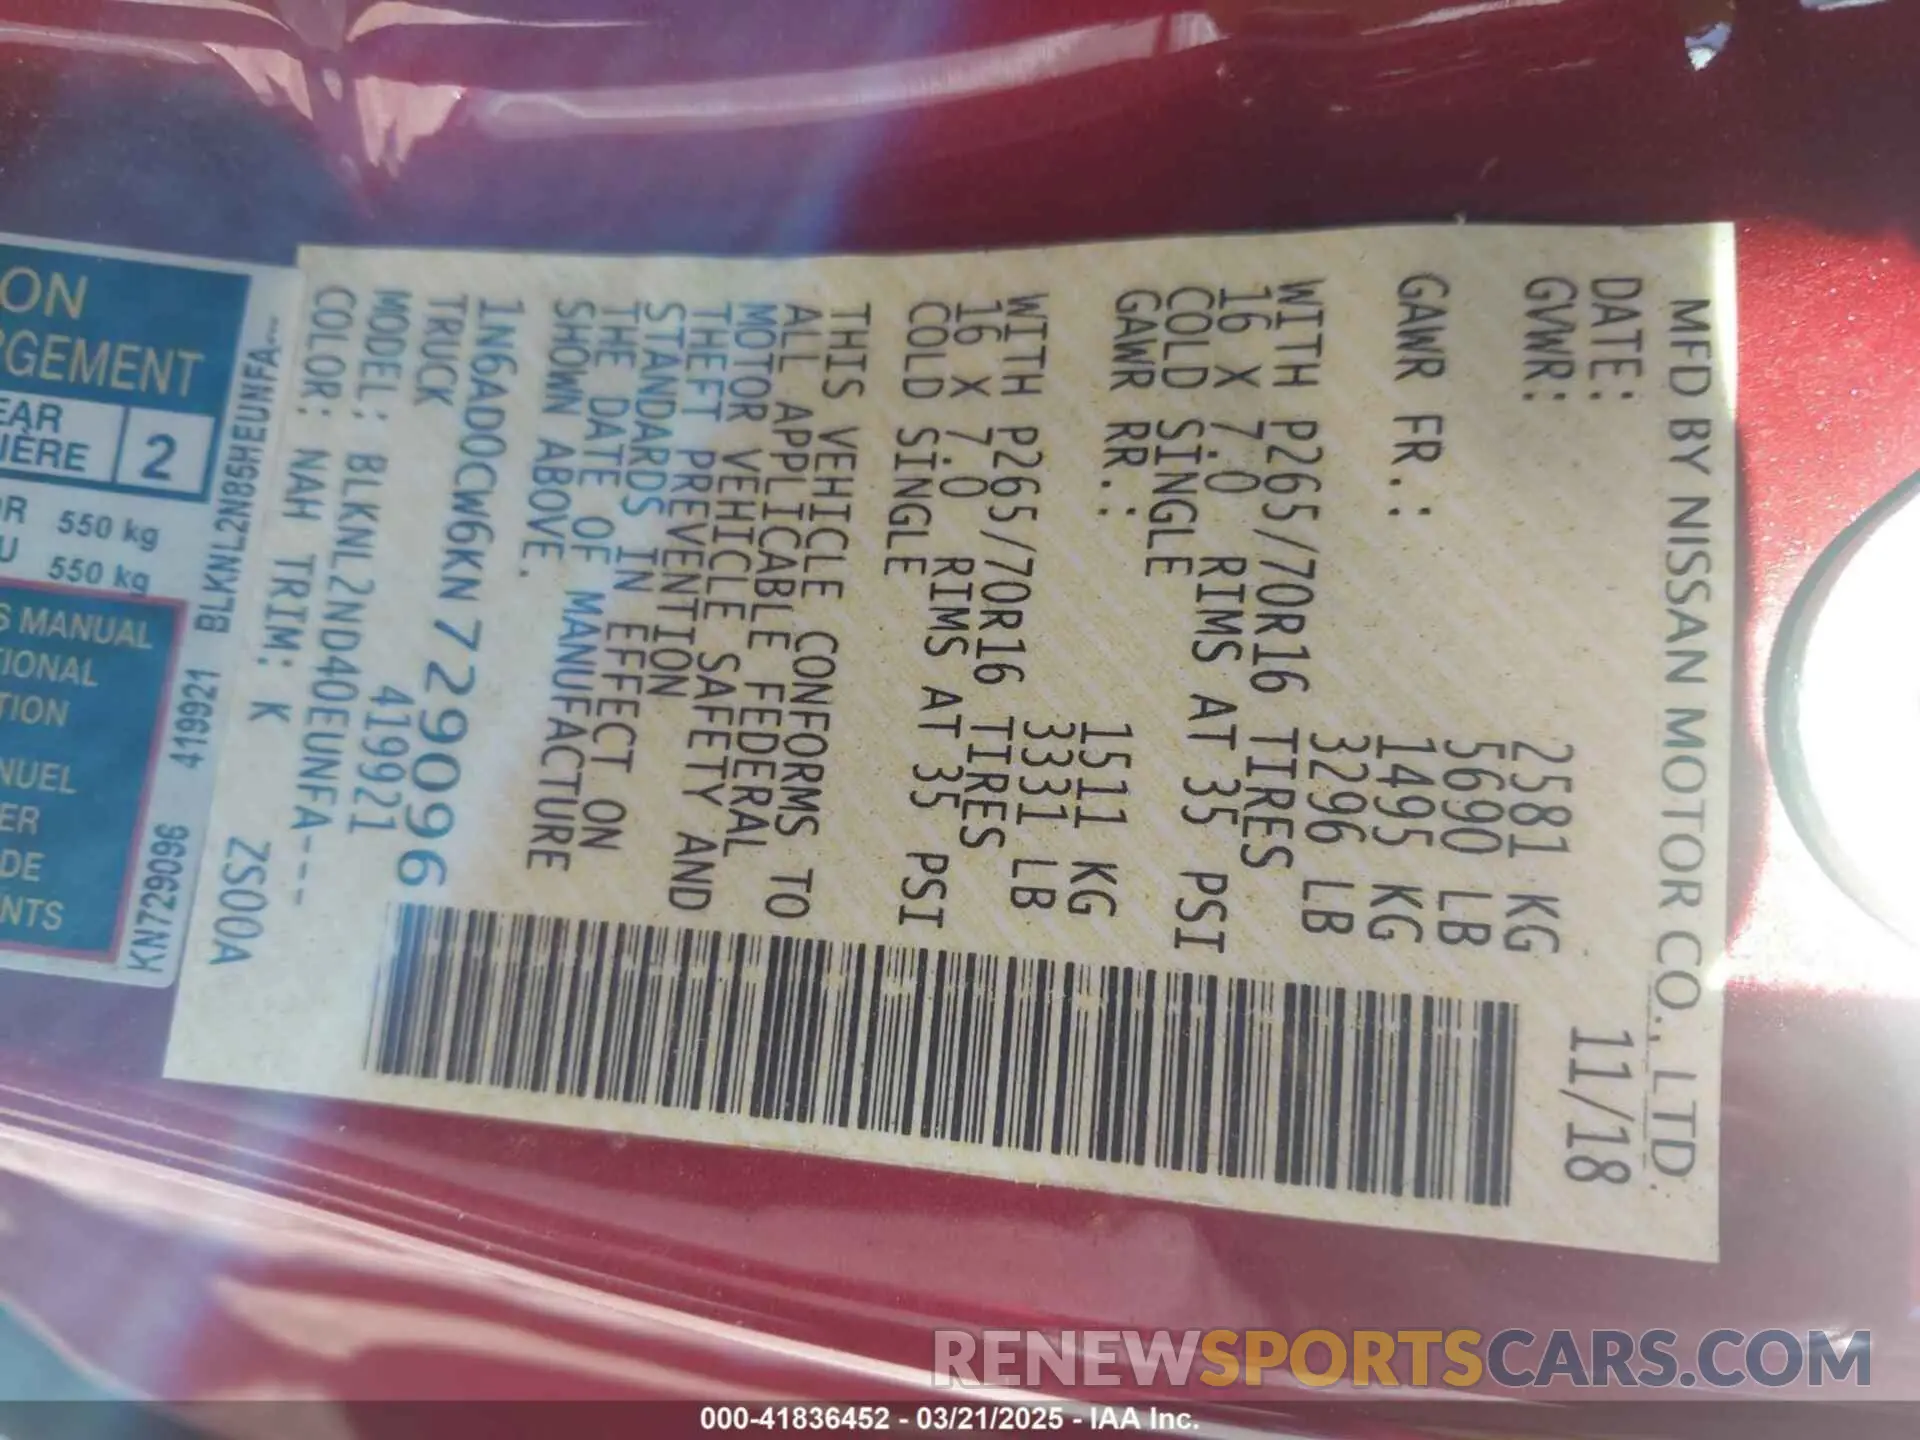 MFD BY NISSAN MOTOR CO., LTD.
DATE: 11/18
GVWR: 2581 KG
5690 LB
GAWR FR.: 1495 KG
3296 LB
WITH P265/70R16 TIRES
16 X 7.0 RIMS AT 35 PSI
COLD SINGLE
GAWR RR.: 1511 KG
3331 LB
WITH P265/70R16 TIRES
16 X 7.0 RIMS AT 35 PSI
COLD SINGLE
THIS VEHICLE CONFORMS TO
ALL APPLICABLE FEDERAL
MOTOR VEHICLE SAFETY AND
THEFT PREVENTION
STANDARDS IN EFFECT ON
THE DATE OF MANUFACTURE
SHOWN ABOVE.
1N6AD0CW6KN729096
TRUCK 419921
MODEL: BLKNL2ND40EUNFA---
COLOR: NAH TRIM: K ZS00A
BLKNL2N85HEUNFA-- 419921 KN729096
ON
RGEMENT
EAR
IÈRE 2
OR 550 kg
U 550 kg
S MANUAL
TIONAL
TION
NUEL
ER
DE
NTS
RENEWSPORTSCARS.COM
000-41836452 - 03/21/2025 - IAA Inc.